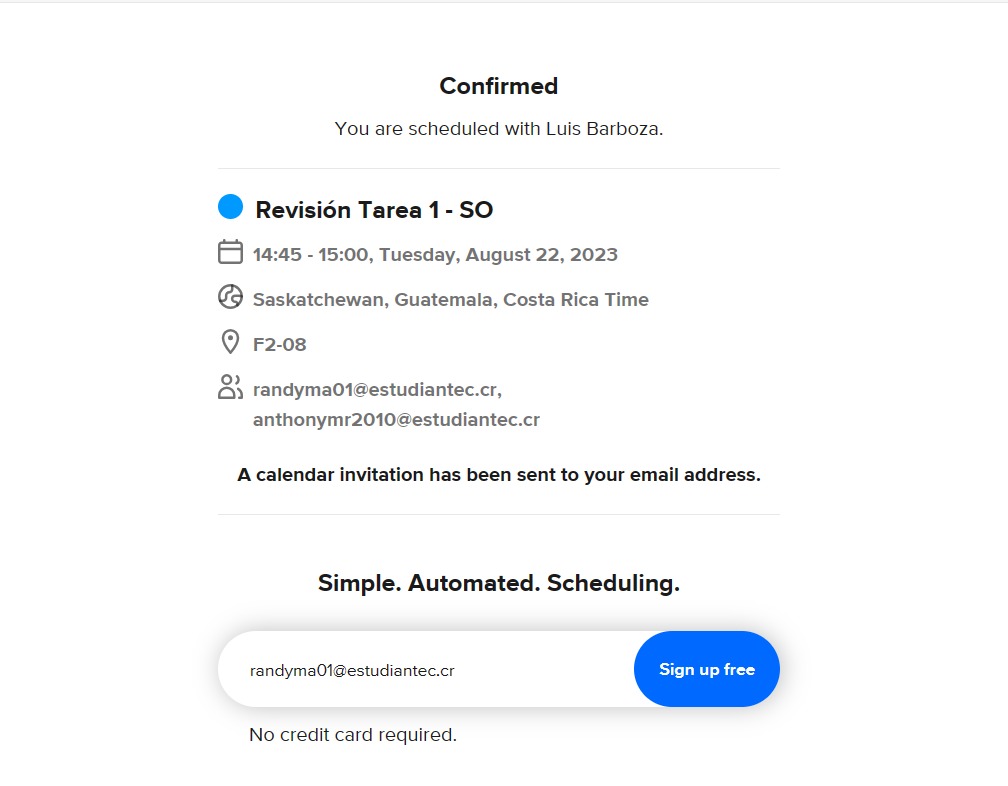 Confirmed
You are scheduled with Luis Barboza.
Revisión Tarea 1 - SO
14:45 - 15:00, Tuesday, August 22, 2023
Saskatchewan, Guatemala, Costa Rica Time
F2-08
randyma01@estudiantec.cr,
anthonymr2010@estudiantec.cr
A calendar invitation has been sent to your email address.
Simple. Automated. Scheduling.
randyma01@estudiantec.cr
Sign up free
No credit card required.